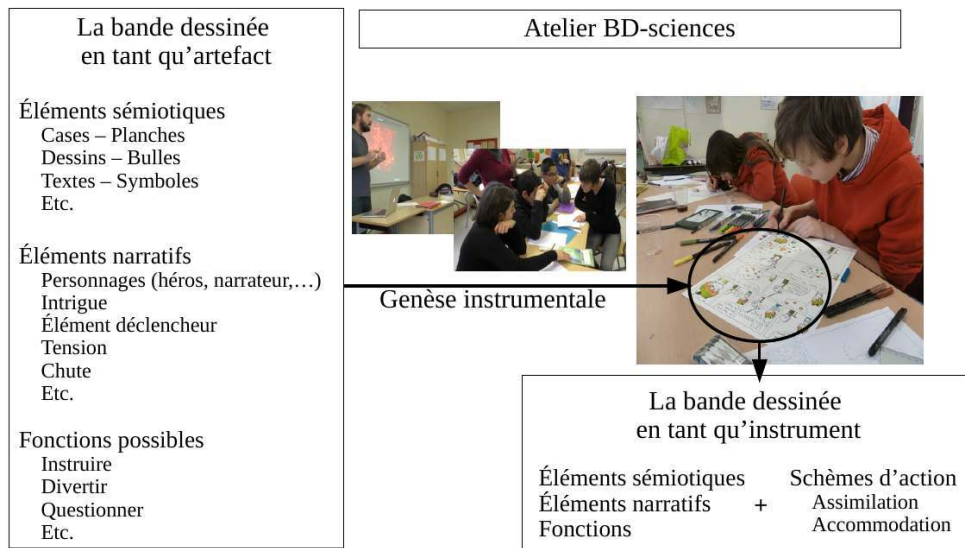 La bande dessinée
en tant qu’artefact
Éléments sémiotiques
Cases – Planches
Dessins – Bulles
Textes – Symboles
Etc.
Éléments narratifs
Personnages (héros, narrateur,…)
Intrigue
Élément déclencheur
Tension
Chute
Etc.
Fonctions possibles
Instruire
Divertir
Questionner
Etc.
Atelier BD-sciences
Genèse instrumentale
La bande dessinée
en tant qu’instrument
Éléments sémiotiques
Éléments narratifs
Fonctions
+
Schèmes d’action
Assimilation
Accommodation